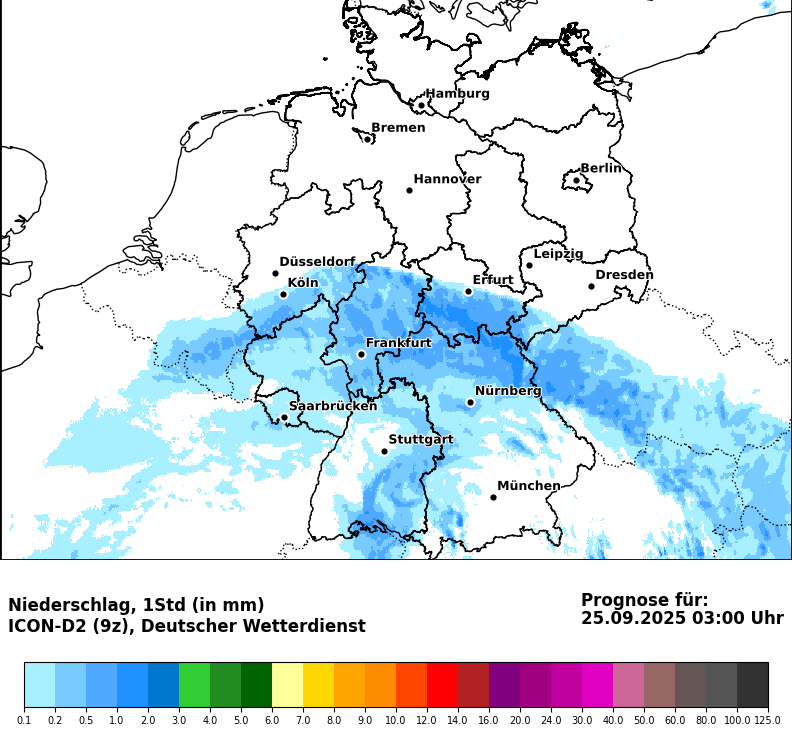 Hamburg
Bremen
Berlin
Hannover
Leipzig
Düsseldorf
Dresden
Köln
Erfurt
Frankfurt
Nürnberg
Saarbrücken
Stuttgart
München
Niederschlag, 1Std (in mm)
ICON-D2 (9z), Deutscher Wetterdienst
Prognose für:
25.09.2025 03:00 Uhr
0.1 0.2 0.5 1.0 2.0 3.0 4.0 5.0 6.0 7.0 8.0 9.0 10.0 12.0 14.0 16.0 20.0 24.0 30.0 40.0 50.0 60.0 80.0 100.0 125.0